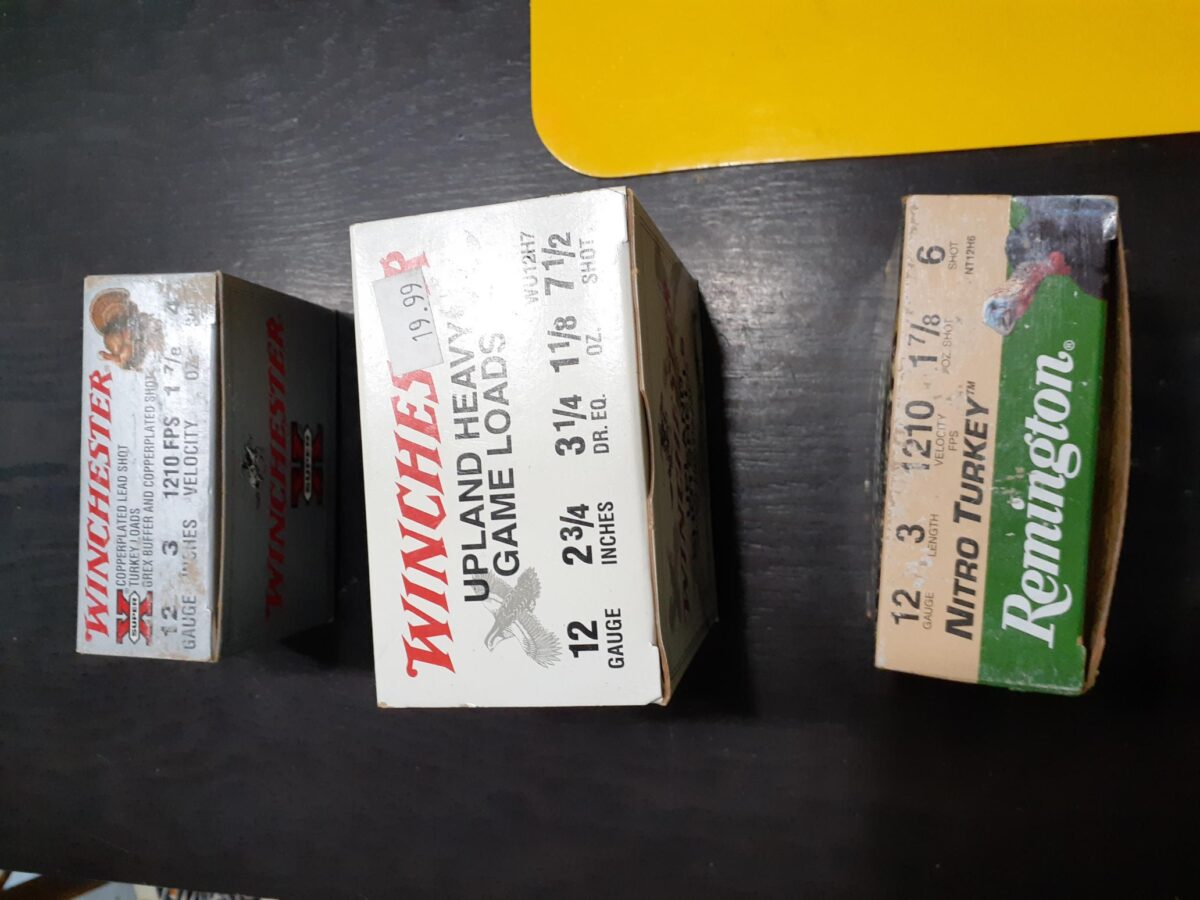 WINCHESTER
SUPER X
COPPERPLATED LEAD SHOT
TURKEY LOADS
GREX BUFFER AND COPPERPLATED SHOT
12 3 1210 FPS 1 7/8 4
GAUGE INCHES VELOCITY OZ.
WINCHESTER
SUPER X
WINCHES
19.99
UPLAND HEAVY
GAME LOADS
WU12H7
12 2 3/4 3 1/4 1 1/8 7 1/2
GAUGE INCHES DR. EQ. OZ. SHOT
12 3 1210 1 7/8 6
GAUGE LENGTH VELOCITY FPS OZ. SHOT SHOT
NT12H6
NITRO TURKEY™
Remington®